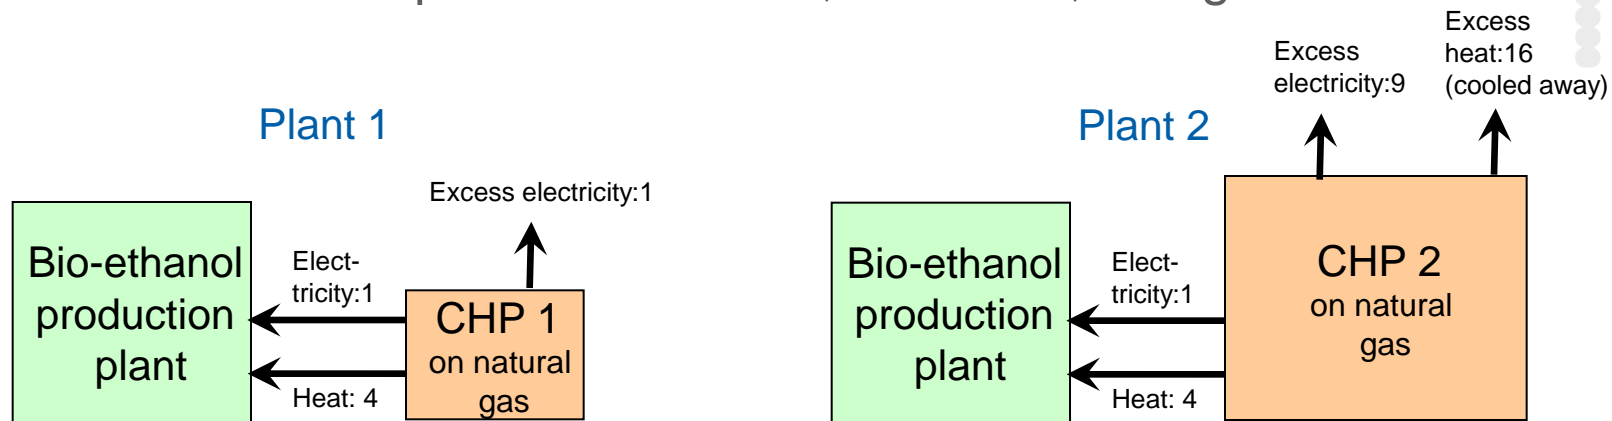 Plant 1
Excess electricity:1
Bio-ethanol
production
plant
Elect-
tricity:1
Heat: 4
CHP 1
on natural
gas
Plant 2
Excess
electricity:9
Excess
heat:16
(cooled away)
Bio-ethanol
production
plant
Elect-
tricity:1
Heat: 4
CHP 2
on natural
gas